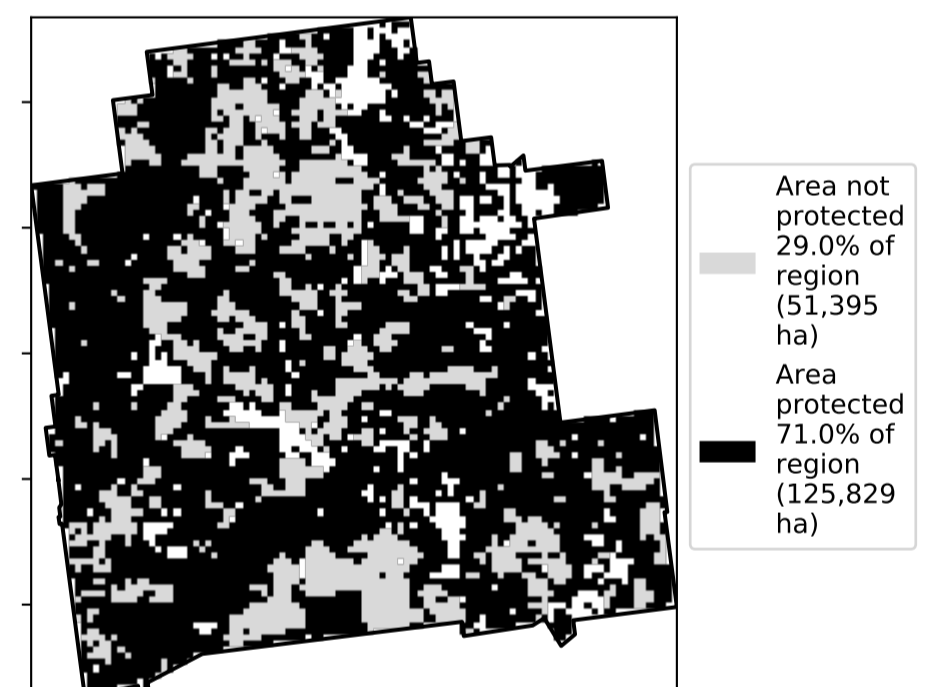 Area not
protected
29.0% of
region
(51,395
ha)
Area
protected
71.0% of
region
(125,829
ha)